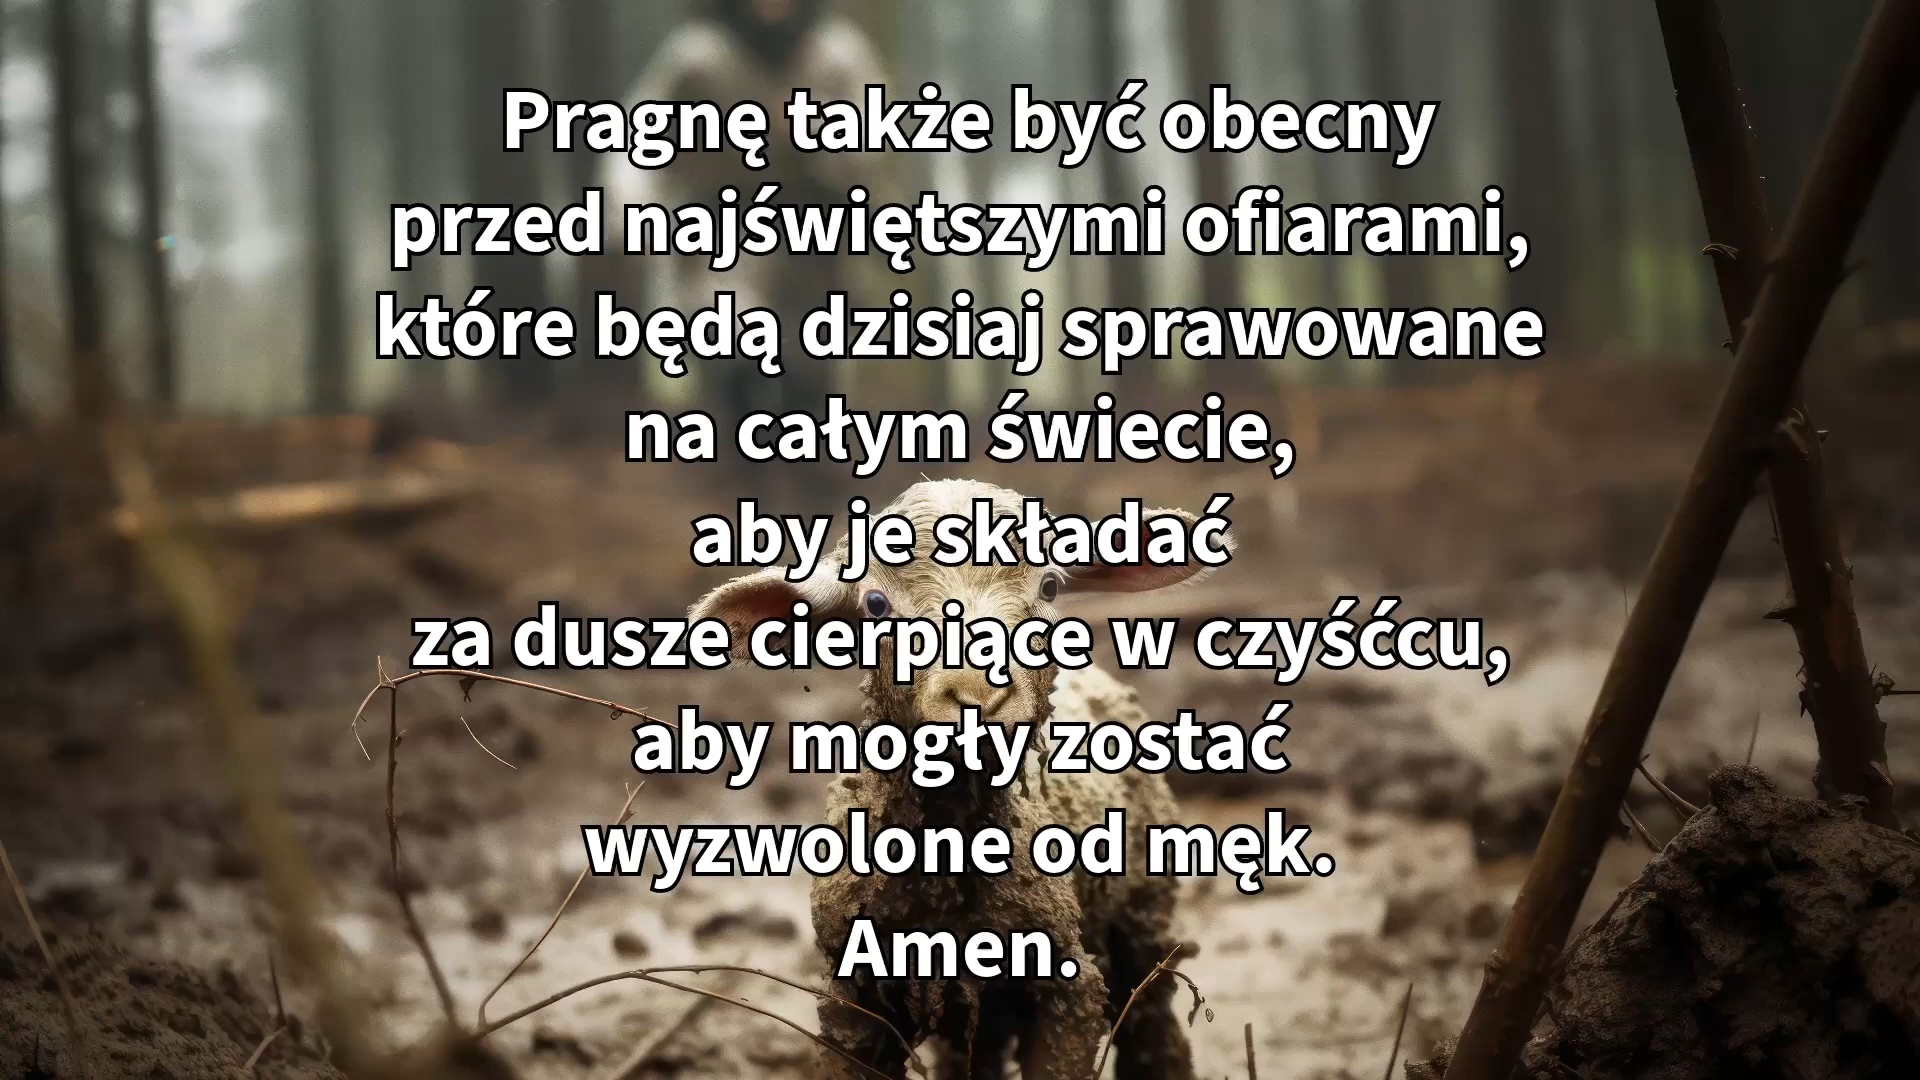 Pragnę także być obecny
przed najświętszymi ofiarami,
które będą dzisiaj sprawowane
na całym świecie,
aby je składać
za dusze cierpiące w czyśćcu,
aby mogły zostać
wyzwolone od męk.
Amen.